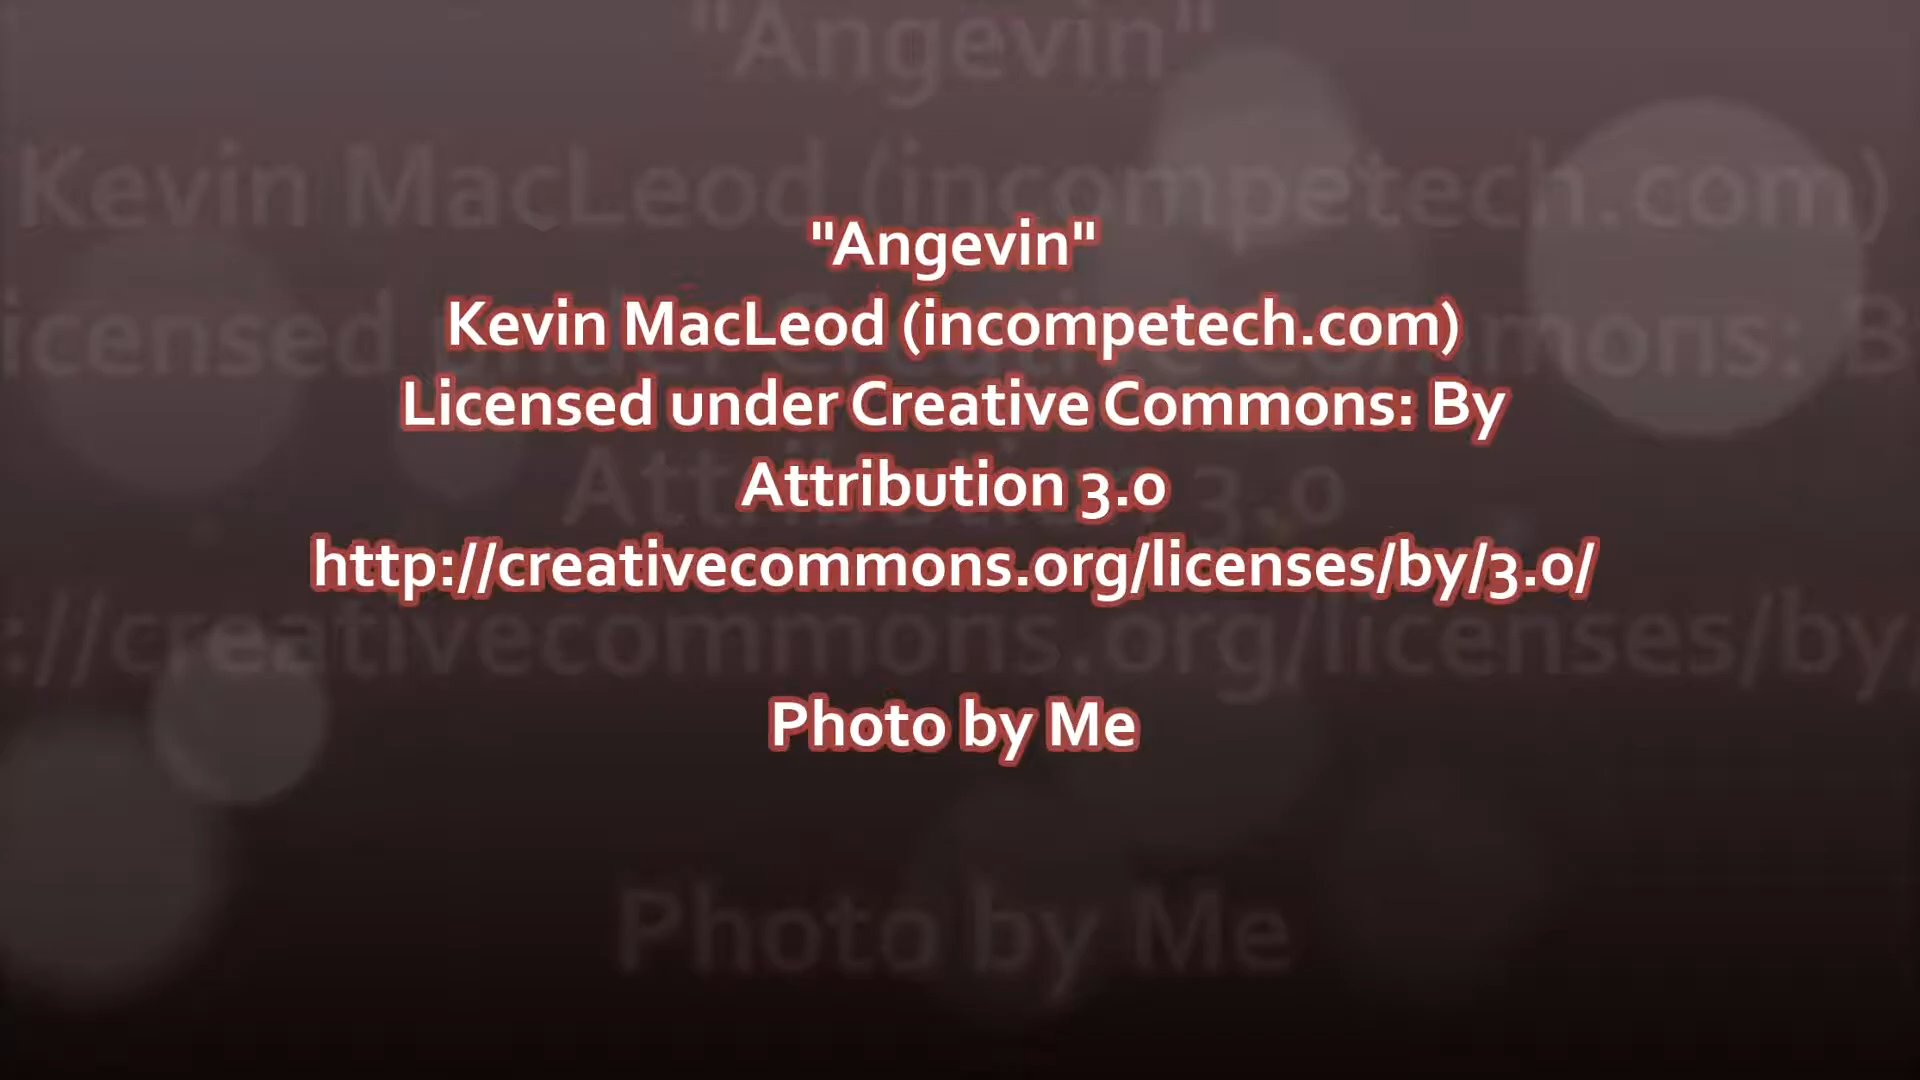 "Angevin"
Kevin MacLeod (incompetech.com)
Licensed under Creative Commons: By
Attribution 3.0
http://creativecommons.org/licenses/by/3.0/
Photo by Me